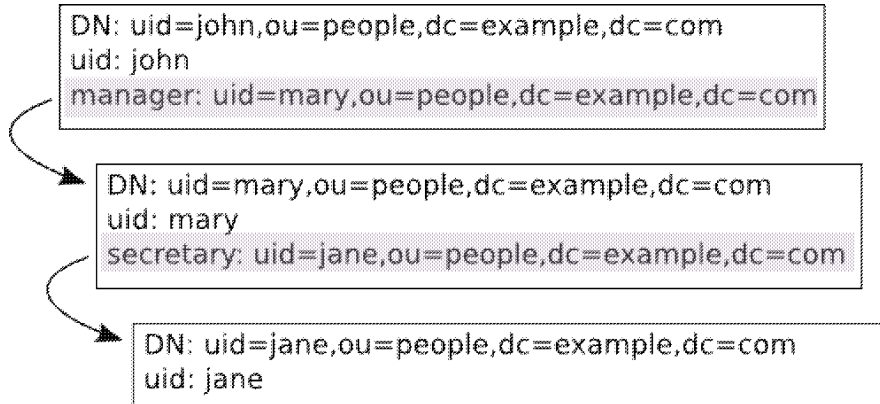 DN: uid=john,ou=people,dc=example,dc=com
uid: john
manager: uid=mary,ou=people,dc=example,dc=com
DN: uid=mary,ou=people,dc=example,dc=com
uid: mary
secretary: uid=jane,ou=people,dc=example,dc=com
DN: uid=jane,ou=people,dc=example,dc=com
uid: jane